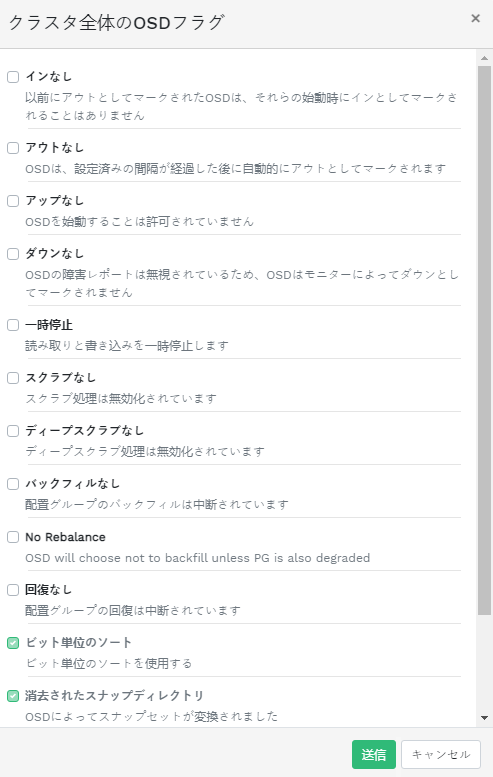 クラスタ全体のOSDフラグ
×
インなし
以前にアウトとしてマークされたOSDは、それらの始動時にインとしてマークさ
れることはありません
アウトなし
OSDは、設定済みの間隔が経過した後に自動的にアウトとしてマークされます
アップなし
OSDを始動することは許可されていません
ダウンなし
OSDの障害レポートは無視されているため、OSDはモニターによってダウンとし
てマークされません
一時停止
読み取りと書き込みを一時停止します
スクラブなし
スクラブ処理は無効化されています
ディープスクラブなし
ディープスクラブ処理は無効化されています
バックフィルなし
配置グループのバックフィルは中断されています
No Rebalance
OSD will choose not to backfill unless PG is also degraded
回復なし
配置グループの回復は中断されています
ビット単位のソート
ビット単位のソートを使用する
消去されたスナップディレクトリ
OSDによってスナップセットが変換されました
送信
キャンセル